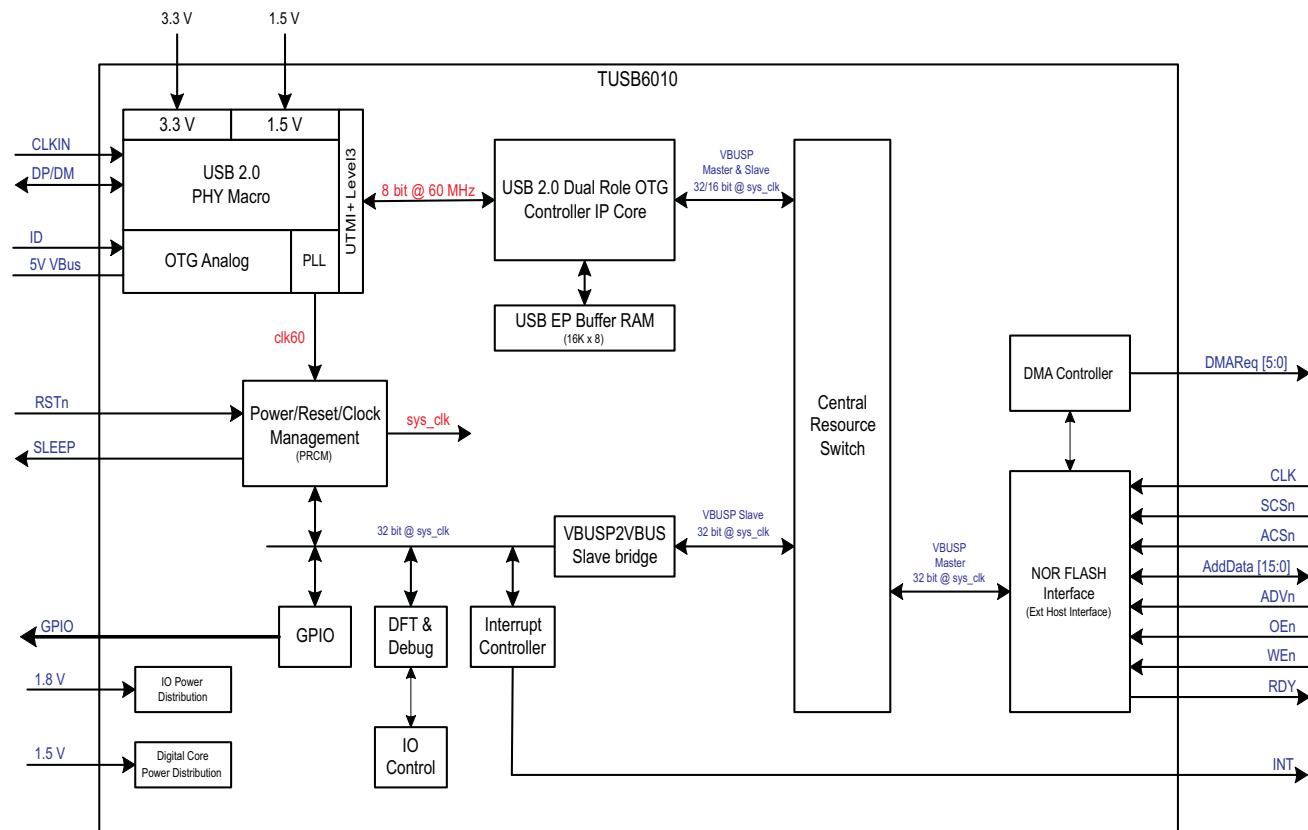 3.3 V
1.5 V
TUSB6010
3.3 V
1.5 V
CLKIN
DP/DM
USB 2.0
PHY Macro
UTMI+ Level3
8 bit @ 60 MHz
USB 2.0 Dual Role OTG
Controller IP Core
VBUSP
Master & Slave
32/16 bit @ sys_clk
ID
5V VBus
OTG Analog
PLL
USB EP Buffer RAM
(16K x 8)
clk60
DMA Controller
DMAReq [5:0]
RSTn
SLEEP
Power/Reset/Clock
Management
(PRCM)
sys_clk
Central
Resource
Switch
32 bit @ sys_clk
VBUSP2VBUS
Slave bridge
VBUSP Slave
32 bit @ sys_clk
VBUSP
Master
32 bit @ sys_clk
NOR FLASH
Interface
(Ext Host Interface)
CLK
SCSn
ACSn
AddData [15:0]
ADVn
OEn
WEn
RDY
GPIO
GPIO
DFT &
Debug
Interrupt
Controller
1.8 V
IO Power
Distribution
1.5 V
Digital Core
Power Distribution
IO
Control
INT